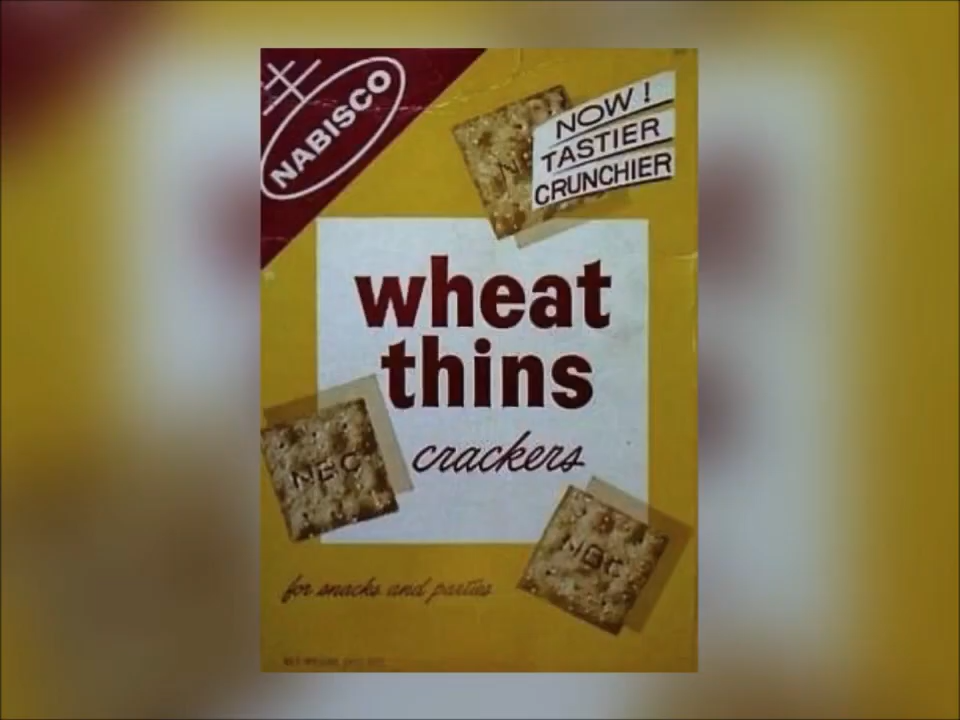 NABISCO
NOW!
TASTIER
CRUNCHIER
wheat
thins
crackers
NBC
NBC
for snacks and parties